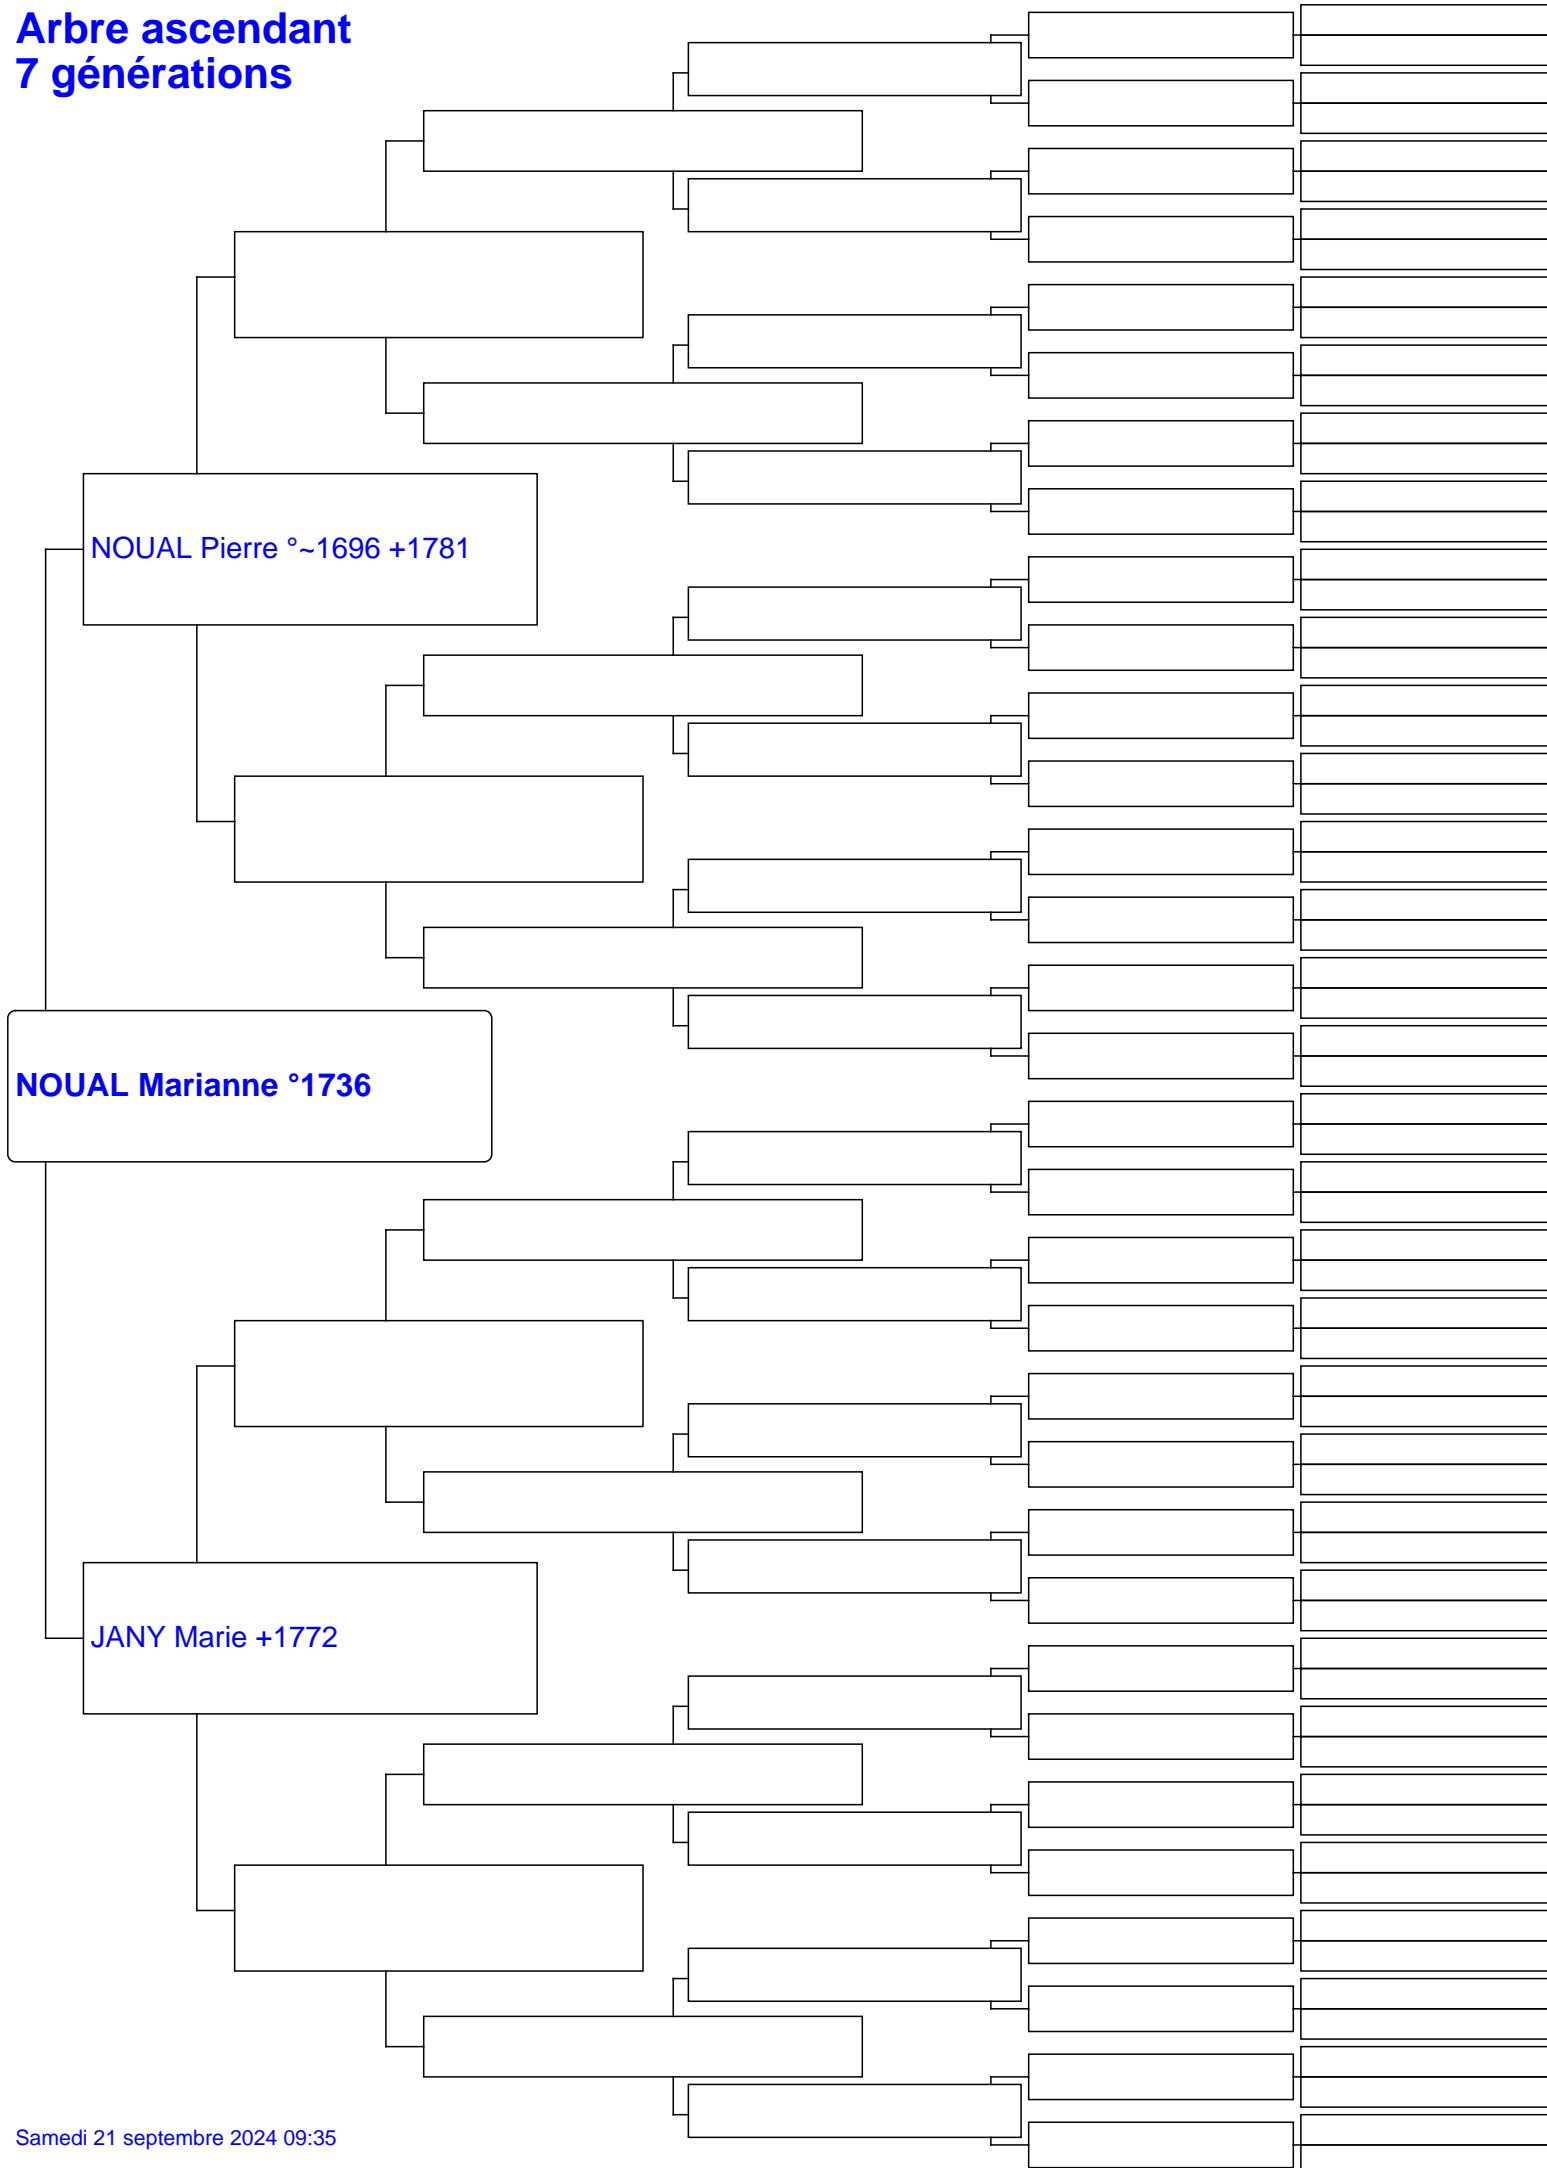 Arbre ascendant
7 générations
NOUAL Pierre °~1696 +1781
NOUAL Marianne °1736
JANY Marie +1772
Samedi 21 septembre 2024 09:35